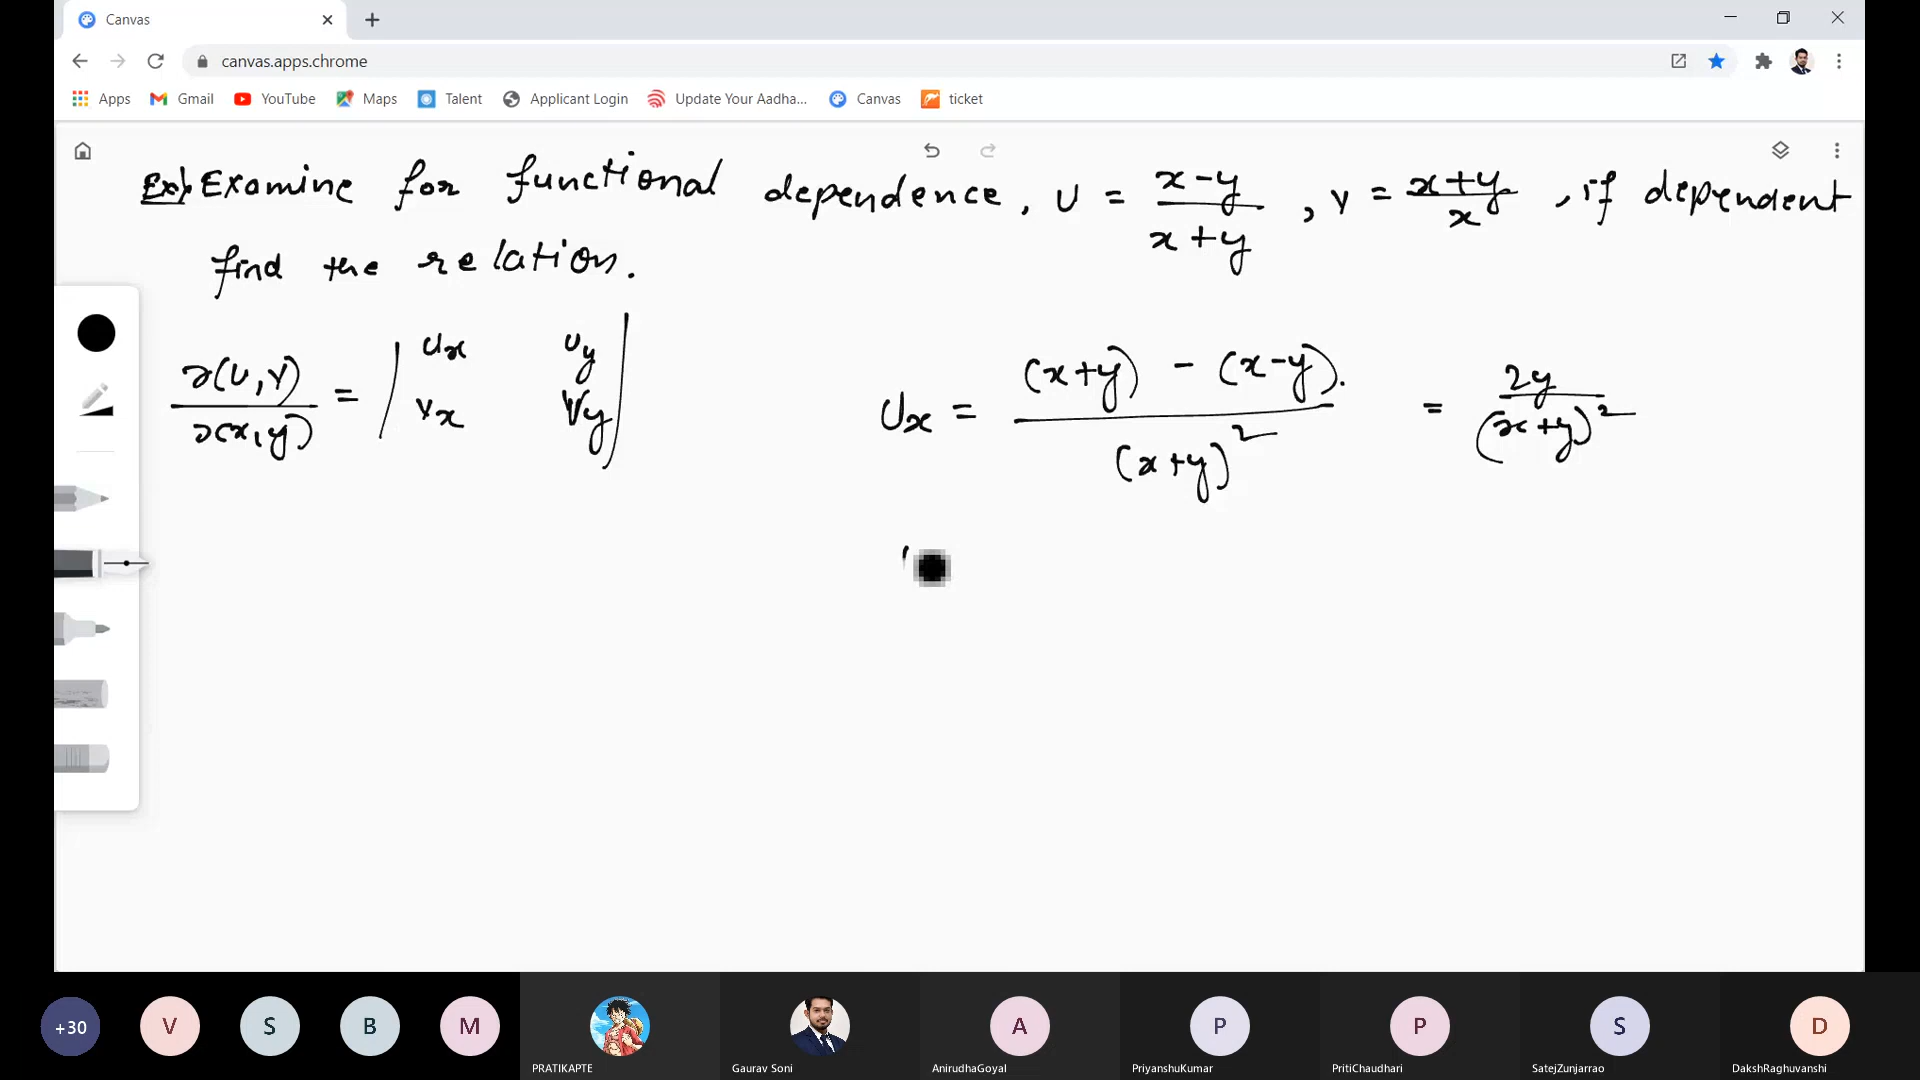 Canvas
canvas.apps.chrome
Apps Gmail YouTube Maps Talent Applicant Login Update Your Aadha... Canvas ticket
Ex) Examine for functional dependence, u = (x-y)/(x+y), v = (x+y)/x, if dependent
find the relation.
∂(u,v)/∂(x,y) = | ux uy |
| vx vy |
ux = ((x+y) - (x-y).)/(x+y)² = 2y/(x+y)²
+30 V S B M A P P S D
PRATIKAPTE Gaurav Soni AnirudhaGoyal PriyanshuKumar PritiChaudhari SatejZunjarrao DakshRaghuvanshi